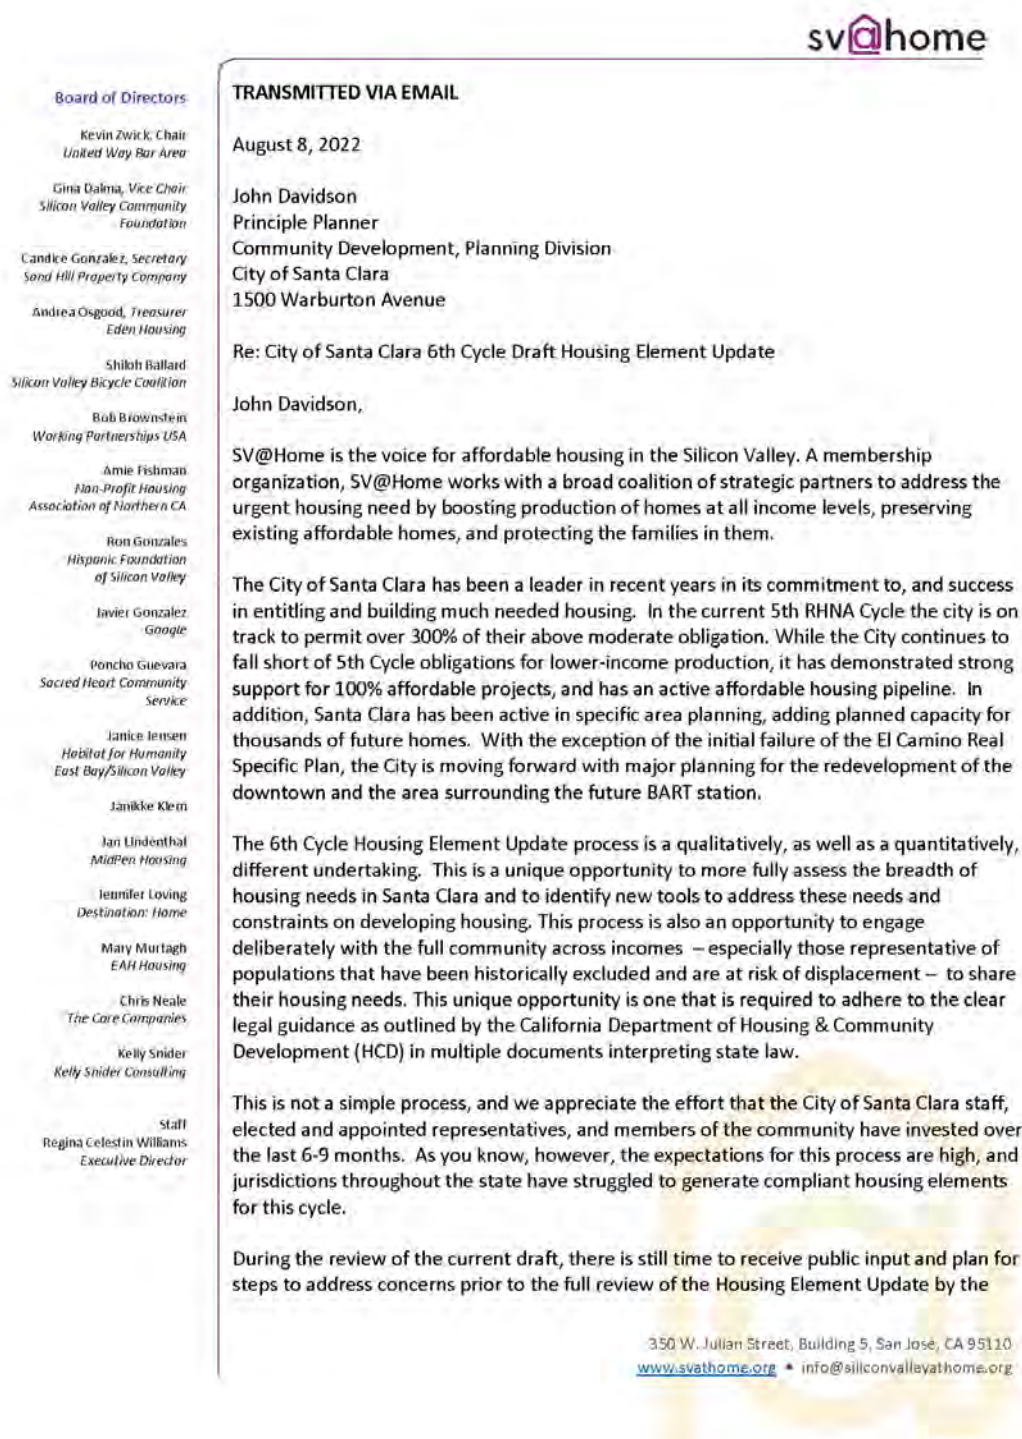 sv@home
Board of Directors
Kevin Zwick, Chair
United Way Bar Area
Gina Dalma, Vice Chair
Silicon Valley Community
Foundation
Candice Gonzalez, Secretary
Sand Hill Property Company
Andrea Osgood, Treasurer
Eden Housing
Shiloh Ballard
Silicon Valley Bicycle Coalition
Bob Brownstein
Working Partnerships USA
Amie Fishman
Non-Profit Housing
Association of Northern CA
Ron Gonzales
Hispanic Foundation
of Silicon Valley
Javier Gonzalez
Google
Poncho Guevara
Sacred Heart Community
Service
Janice Jensen
Habitat for Humanity
East Bay/Silicon Valley
Janikke Klem
Jan Lindenthal
MidPen Housing
Jennifer Loving
Destination: Home
Mary Murtagh
EAH Housing
Chris Neale
The Core Companies
Kelly Snider
Kelly Snider Consulting
Staff
Regina Celestin Williams
Executive Director
TRANSMITTED VIA EMAIL
August 8, 2022
John Davidson
Principle Planner
Community Development, Planning Division
City of Santa Clara
1500 Warburton Avenue
Re: City of Santa Clara 6th Cycle Draft Housing Element Update
John Davidson,
SV@Home is the voice for affordable housing in the Silicon Valley. A membership
organization, SV@Home works with a broad coalition of strategic partners to address the
urgent housing need by boosting production of homes at all income levels, preserving
existing affordable homes, and protecting the families in them.
The City of Santa Clara has been a leader in recent years in its commitment to, and success
in entitling and building much needed housing. In the current 5th RHNA Cycle the city is on
track to permit over 300% of their above moderate obligation. While the City continues to
fall short of 5th Cycle obligations for lower-income production, it has demonstrated strong
support for 100% affordable projects, and has an active affordable housing pipeline. In
addition, Santa Clara has been active in specific area planning, adding planned capacity for
thousands of future homes. With the exception of the initial failure of the El Camino Real
Specific Plan, the City is moving forward with major planning for the redevelopment of the
downtown and the area surrounding the future BART station.
The 6th Cycle Housing Element Update process is a qualitatively, as well as a quantitatively,
different undertaking. This is a unique opportunity to more fully assess the breadth of
housing needs in Santa Clara and to identify new tools to address these needs and
constraints on developing housing. This process is also an opportunity to engage
deliberately with the full community across incomes – especially those representative of
populations that have been historically excluded and are at risk of displacement – to share
their housing needs. This unique opportunity is one that is required to adhere to the clear
legal guidance as outlined by the California Department of Housing & Community
Development (HCD) in multiple documents interpreting state law.
This is not a simple process, and we appreciate the effort that the City of Santa Clara staff,
elected and appointed representatives, and members of the community have invested over
the last 6-9 months. As you know, however, the expectations for this process are high, and
jurisdictions throughout the state have struggled to generate compliant housing elements
for this cycle.
During the review of the current draft, there is still time to receive public input and plan for
steps to address concerns prior to the full review of the Housing Element Update by the
350 W. Julian Street, Building 5, San Jose, CA 95110
www.svathome.org • info@siliconvalleyathome.org